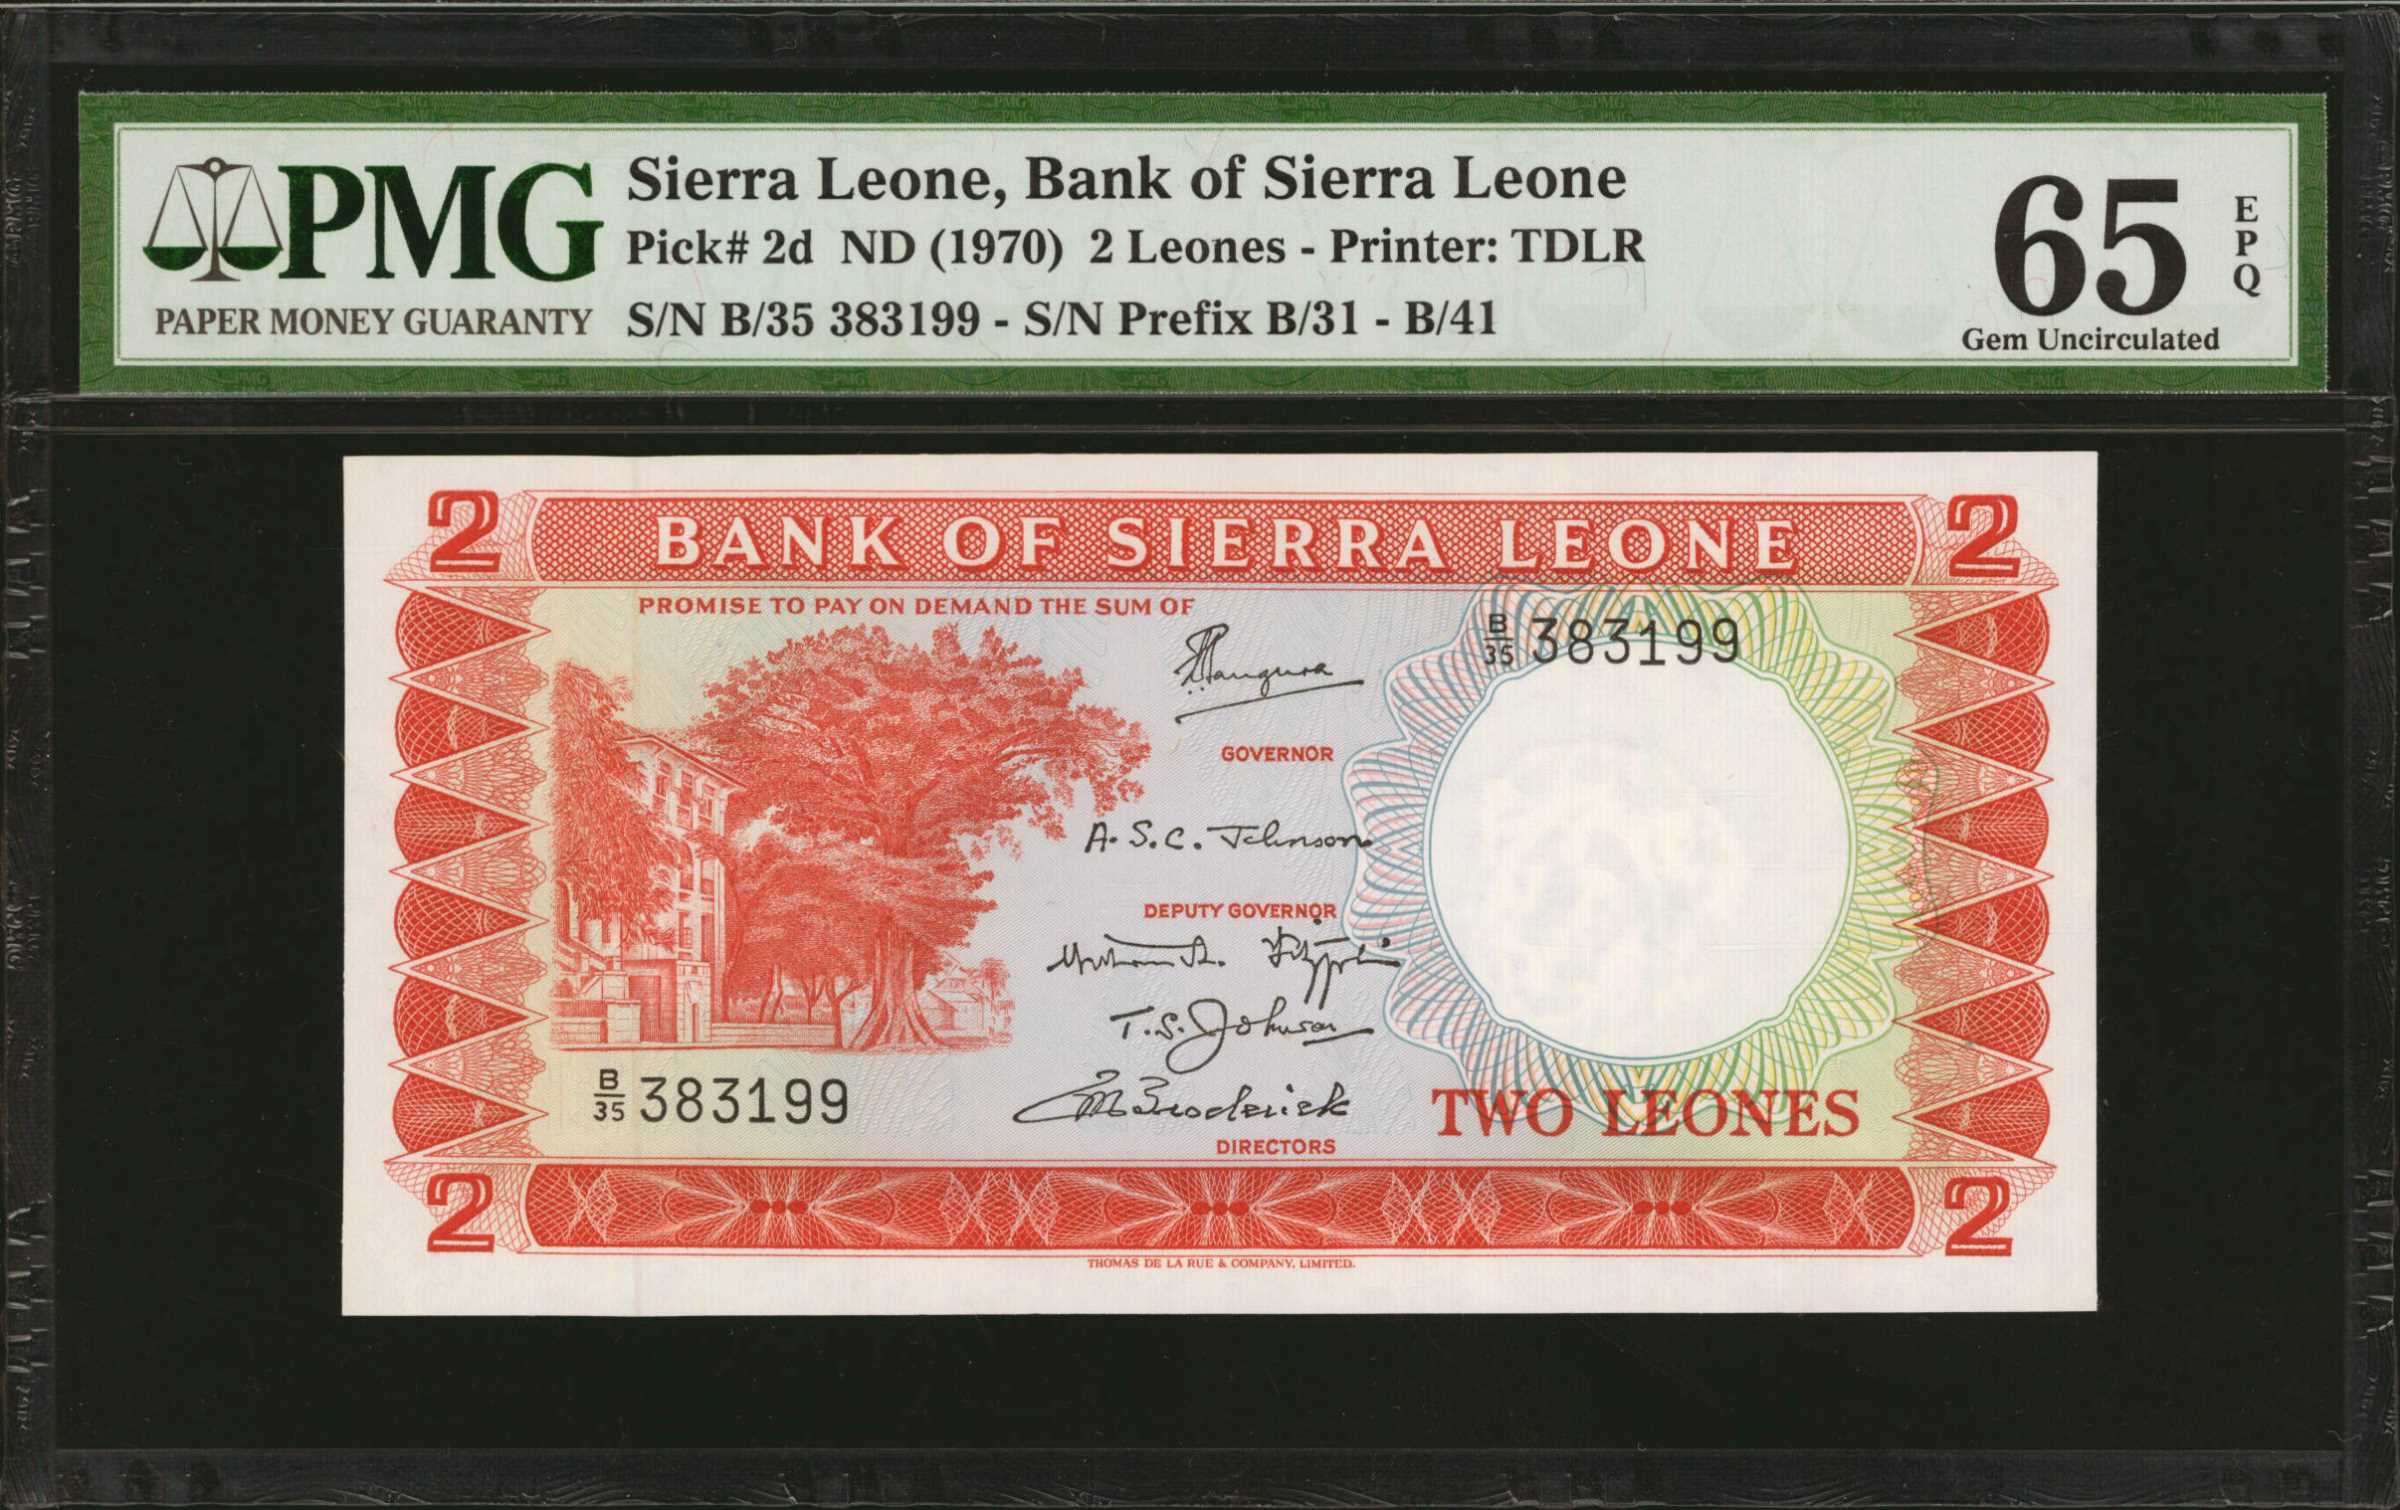 PMG
PAPER MONEY GUARANTY
Sierra Leone, Bank of Sierra Leone
Pick# 2d ND (1970) 2 Leones - Printer: TDLR
S/N B/35 383199 - S/N Prefix B/31 - B/41
65
EPQ
Gem Uncirculated
2 BANK OF SIERRA LEONE 2
PROMISE TO PAY ON DEMAND THE SUM OF
B/35 383199
GOVERNOR
A. S. C. Johnson
DEPUTY GOVERNOR
T. S. Johnson
B/35 383199
Broderick
TWO LEONES
DIRECTORS
2 2
THOMAS DE LA RUE & COMPANY, LIMITED.